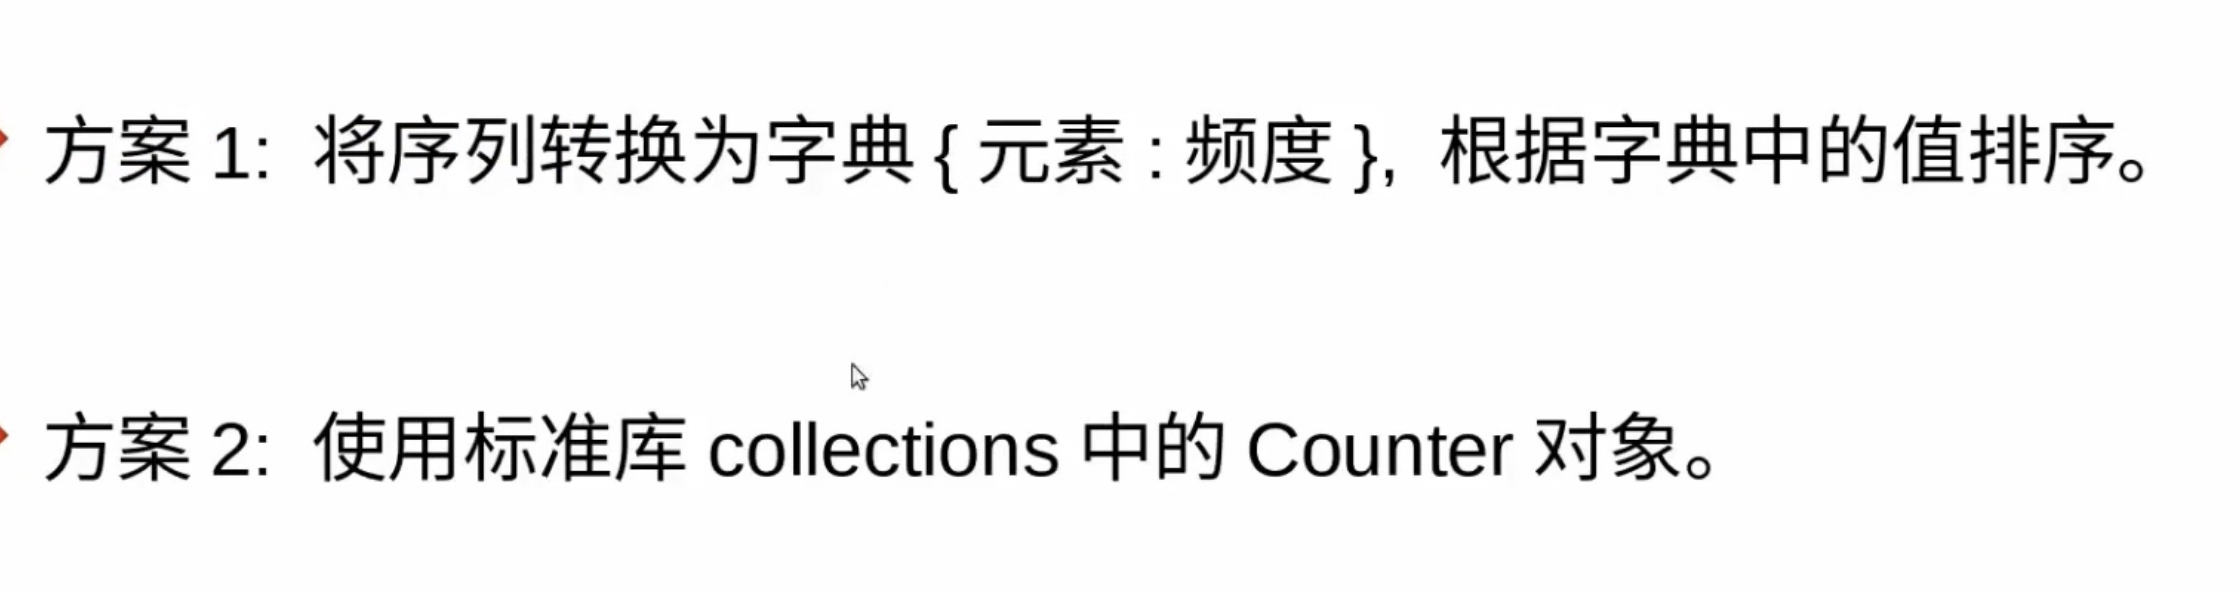 方案 1: 将序列转换为字典 { 元素 : 频度 }, 根据字典中的值排序。
方案 2: 使用标准库 collections 中的 Counter 对象。